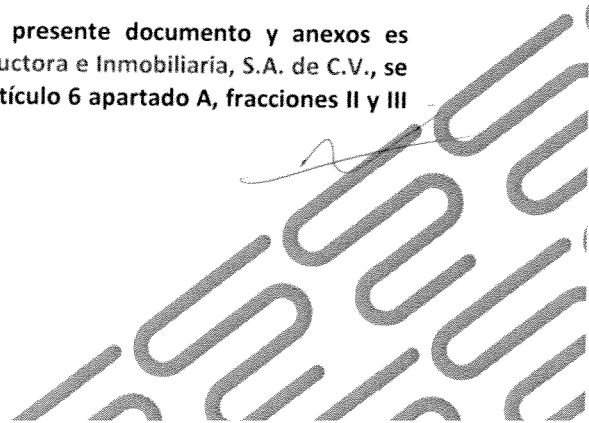 presente documento y anexos es
uctora e Inmobiliaria, S.A. de C.V., se
tículo 6 apartado A, fracciones II y III